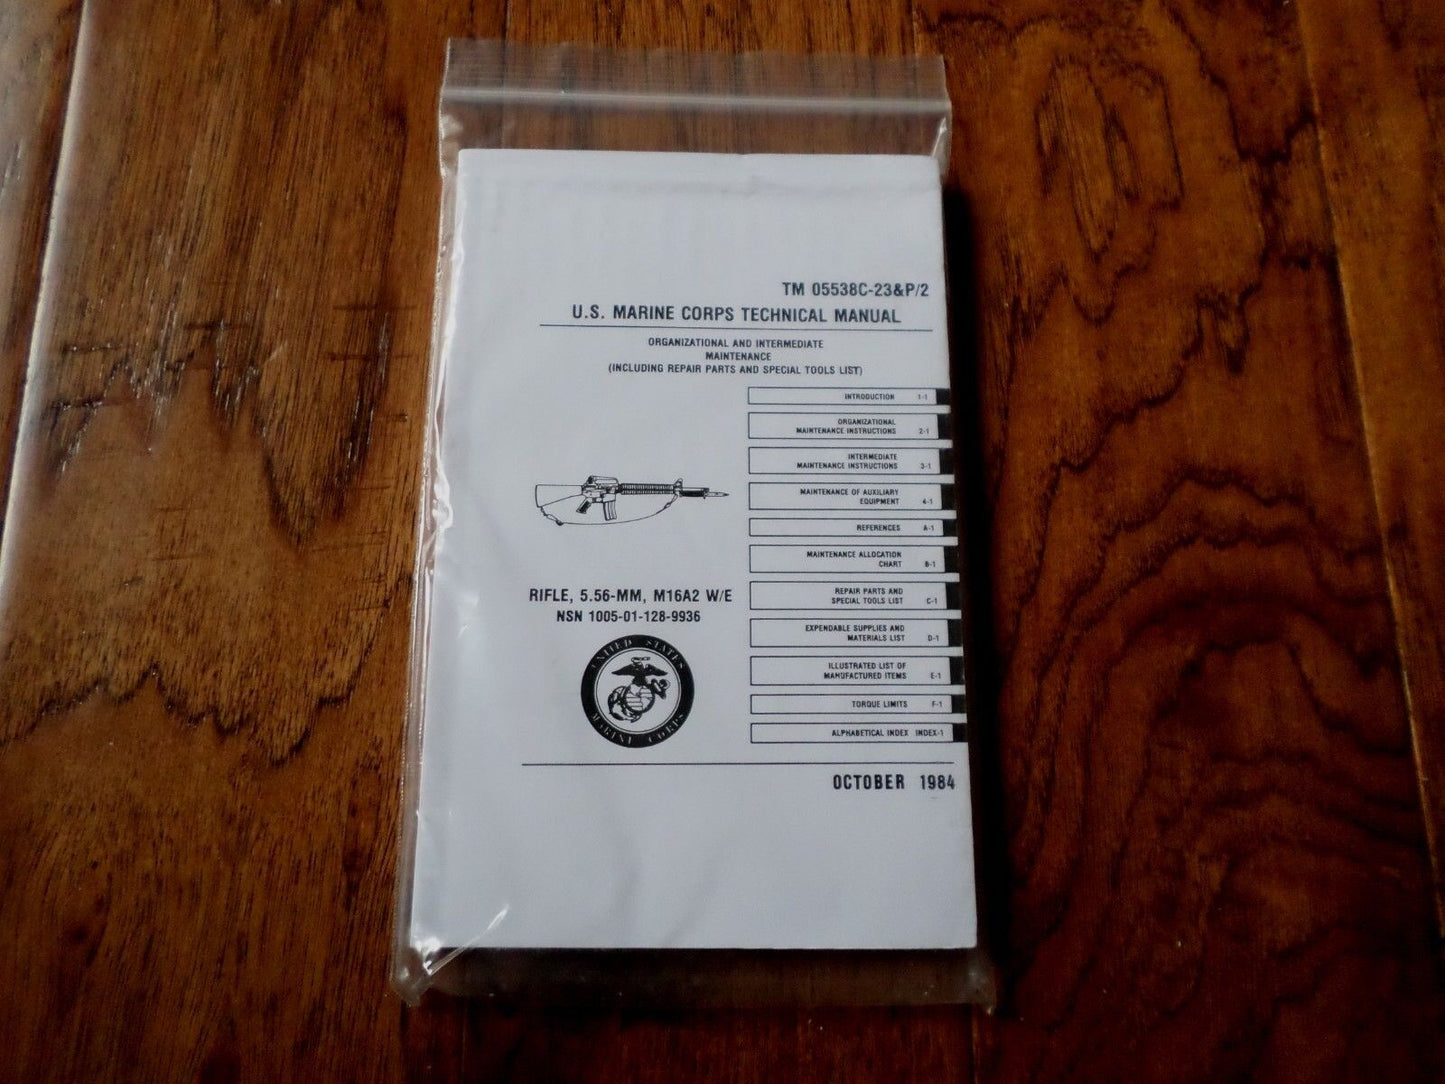 TM 05538C-23&P/2
U.S. MARINE CORPS TECHNICAL MANUAL
ORGANIZATIONAL AND INTERMEDIATE
MAINTENANCE
(INCLUDING REPAIR PARTS AND SPECIAL TOOLS LIST)
INTRODUCTION 1-1
ORGANIZATIONAL
MAINTENANCE INSTRUCTIONS 2-1
INTERMEDIATE
MAINTENANCE INSTRUCTIONS 3-1
MAINTENANCE OF AUXILIARY
EQUIPMENT 4-1
REFERENCES A-1
MAINTENANCE ALLOCATION
CHART B-1
REPAIR PARTS AND
SPECIAL TOOLS LIST C-1
EXPENDABLE SUPPLIES AND
MATERIALS LIST D-1
ILLUSTRATED LIST OF
MANUFACTURED ITEMS E-1
TORQUE LIMITS F-1
ALPHABETICAL INDEX INDEX-1
RIFLE, 5.56-MM, M16A2 W/E
NSN 1005-01-128-9936
UNITED STATES
MARINE CORPS
OCTOBER 1984